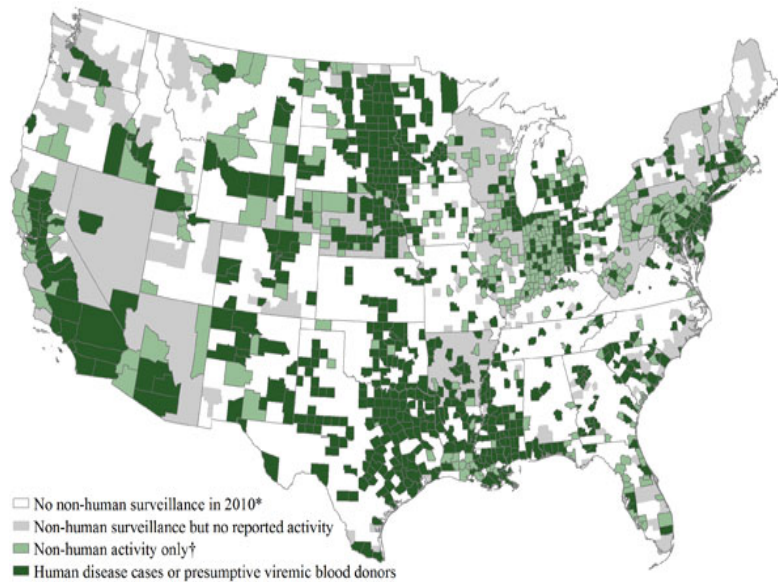 No non-human surveillance in 2010*
Non-human surveillance but no reported activity
Non-human activity only†
Human disease cases or presumptive viremic blood donors